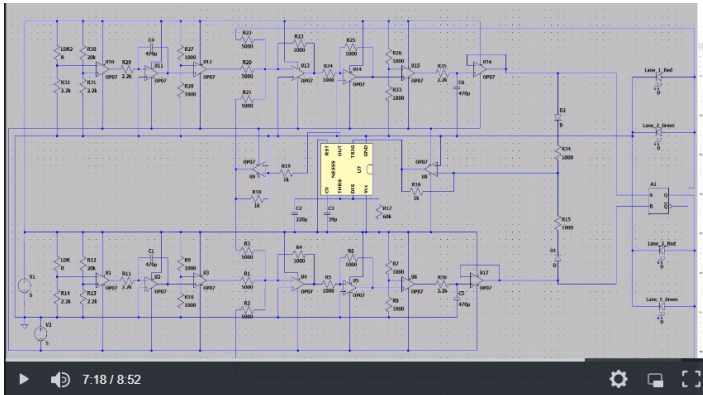 R22
5000
C4
470µ
R23
1000
R25
1000
LDR2
R
R30
20k
R27
1000
R26
1000
U16
OP07
U10
OP07
R29
2.2k
U11
OP07
U12
OP07
R20
5000
U13
OP07
R24
1000
U14
OP07
U15
OP07
R35
2.2k
C6
470µ
Lane_1_Red
D
R32
2.2k
R31
2.2k
R28
1000
R21
5000
R33
1000
D2
D
Lane_2_Green
D
RST
OUT
TRIG
GND
NE555
U7
CV
THRS
DIS
Vcc
OP07
U9
R19
1k
OP07
U8
R34
1000
R18
1k
R16
1k
A1
S
Q
R
Q
C2
220µ
C3
R17
68k
R15
1000
LDR
R
R12
20k
C1
470µ
R9
1000
R3
5000
R4
1000
R6
1000
R7
1000
D1
D
Lane_2_Red
D
V1
5
U1
OP07
R11
2.2k
U2
OP07
U3
OP07
R1
5000
U4
OP07
R5
1000
U5
OP07
U6
OP07
R36
2.2k
U17
OP07
R14
2.2k
R13
2.2k
R10
1000
R2
5000
R8
1000
C5
470µ
Lane_1_Green
D
V2
5
7:18 / 8:52